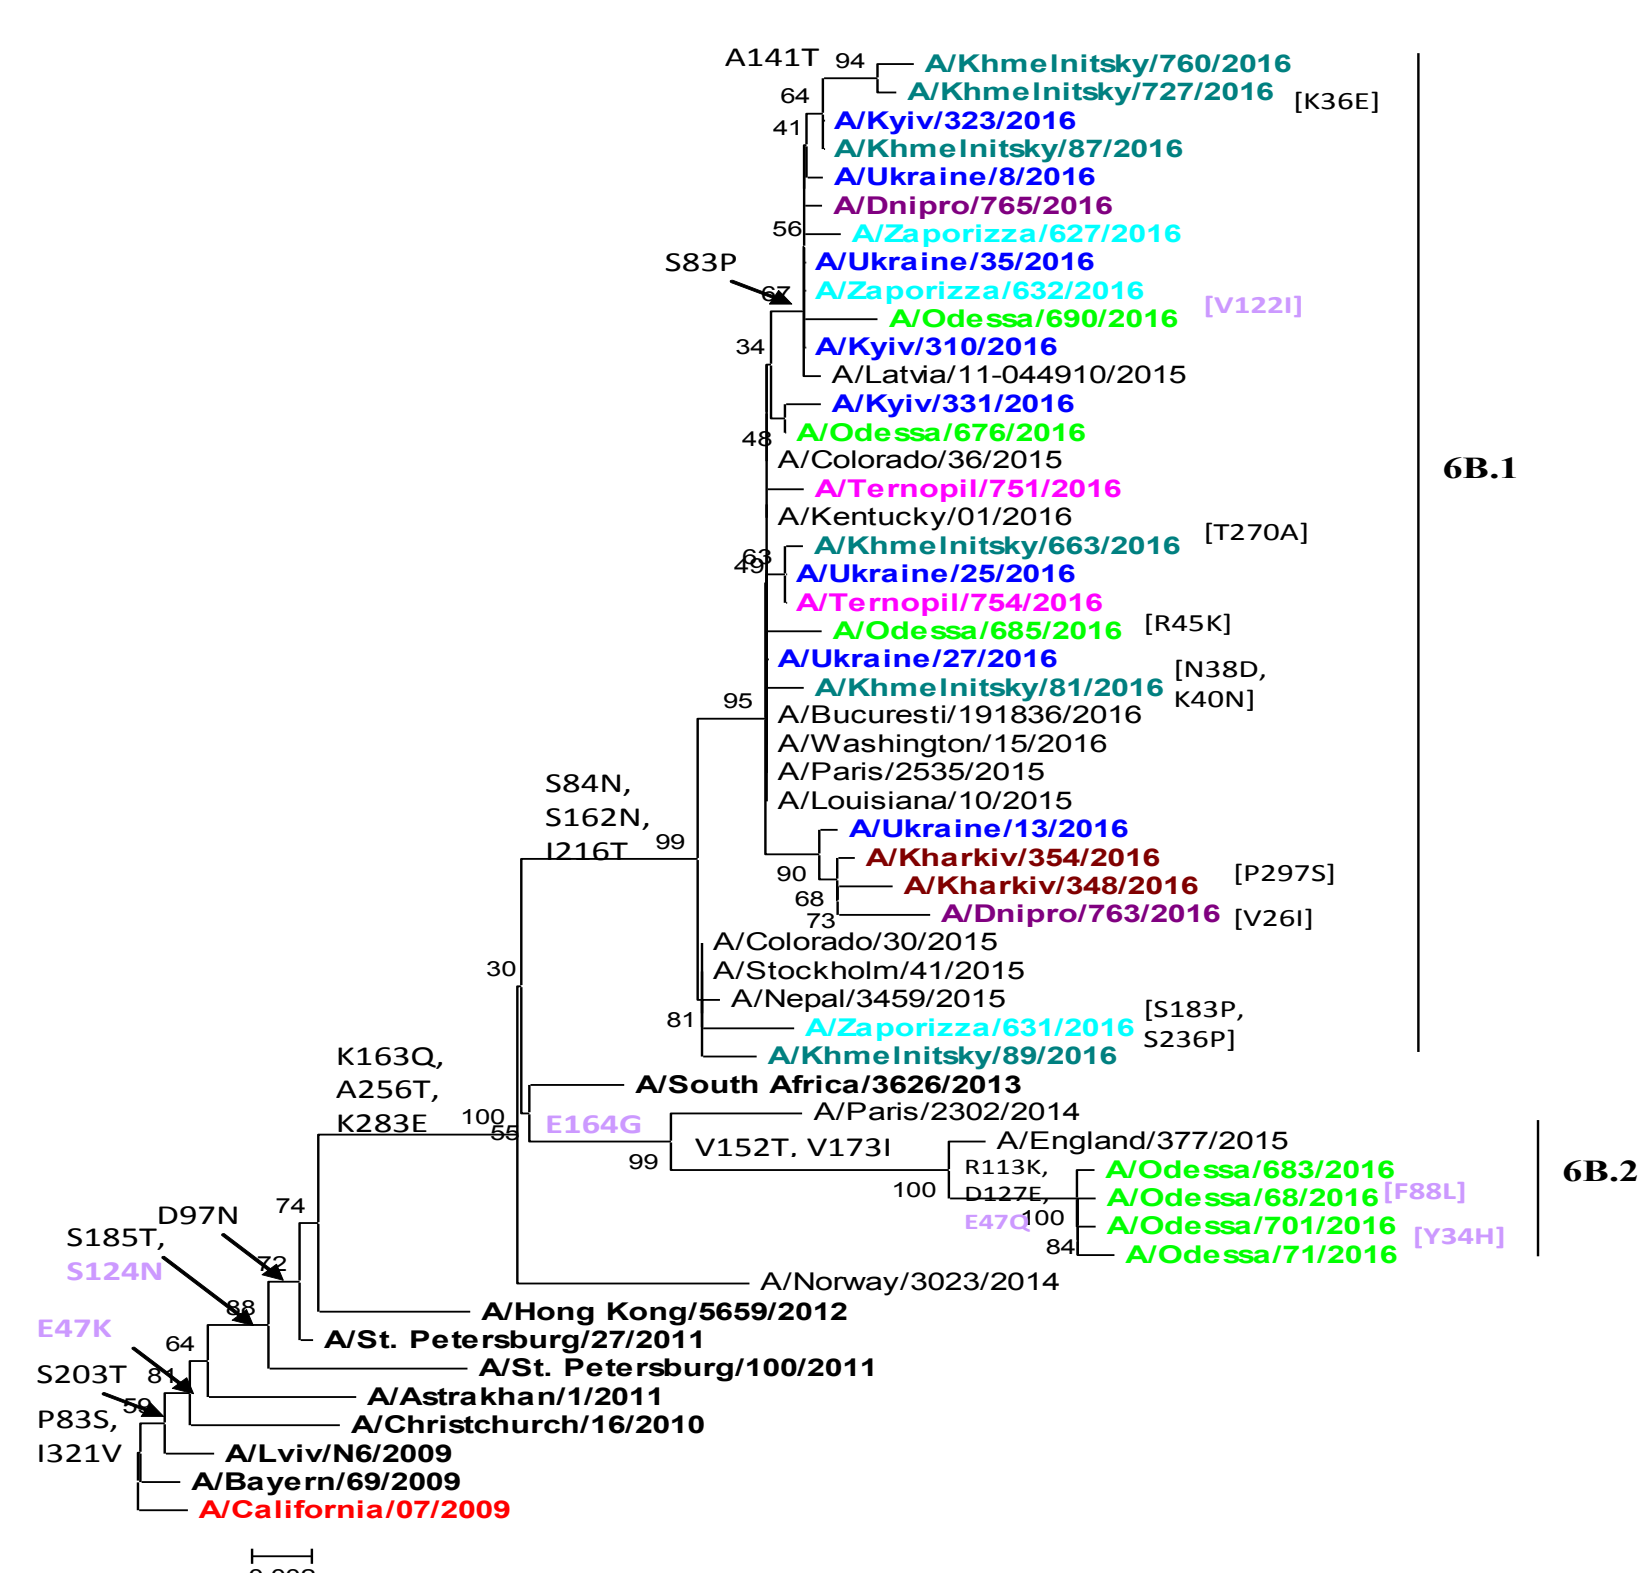 A141T
94
A/Khmelnitsky/760/2016
A/Khmelnitsky/727/2016
[K36E]
64
A/Kyiv/323/2016
41
A/Khmelnitsky/87/2016
A/Ukraine/8/2016
A/Dnipro/765/2016
56
A/Zaporizza/627/2016
S83P
A/Ukraine/35/2016
67
A/Zaporizza/632/2016
[V122I]
A/Odessa/690/2016
34
A/Kyiv/310/2016
A/Latvia/11-044910/2015
A/Kyiv/331/2016
48
A/Odessa/676/2016
A/Colorado/36/2015
6B.1
A/Ternopil/751/2016
A/Kentucky/01/2016
[T270A]
A/Khmelnitsky/663/2016
63
49
A/Ukraine/25/2016
A/Ternopil/754/2016
A/Odessa/685/2016
[R45K]
A/Ukraine/27/2016
[N38D,
K40N]
A/Khmelnitsky/81/2016
95
A/Bucuresti/191836/2016
A/Washington/15/2016
A/Paris/2535/2015
A/Louisiana/10/2015
S84N,
S162N,
I216T
99
A/Ukraine/13/2016
A/Kharkiv/354/2016
90
A/Kharkiv/348/2016
[P297S]
68
73
A/Dnipro/763/2016
[V26I]
A/Colorado/30/2015
30
A/Stockholm/41/2015
A/Nepal/3459/2015
81
A/Zaporizza/631/2016
[S183P,
S236P]
A/Khmelnitsky/89/2016
K163Q,
A256T,
K283E
A/South Africa/3626/2013
100
55
E164G
A/Paris/2302/2014
V152T, V173I
A/England/377/2015
99
R113K,
D127E,
E47Q
100
A/Odessa/683/2016
6B.2
A/Odessa/68/2016
[F88L]
100
A/Odessa/701/2016
[Y34H]
84
A/Odessa/71/2016
74
D97N
S185T,
S124N
72
A/Norway/3023/2014
88
A/Hong Kong/5659/2012
E47K
64
A/St. Petersburg/27/2011
S203T
81
A/St. Petersburg/100/2011
59
A/Astrakhan/1/2011
P83S,
I321V
A/Christchurch/16/2010
A/Lviv/N6/2009
A/Bayern/69/2009
A/California/07/2009